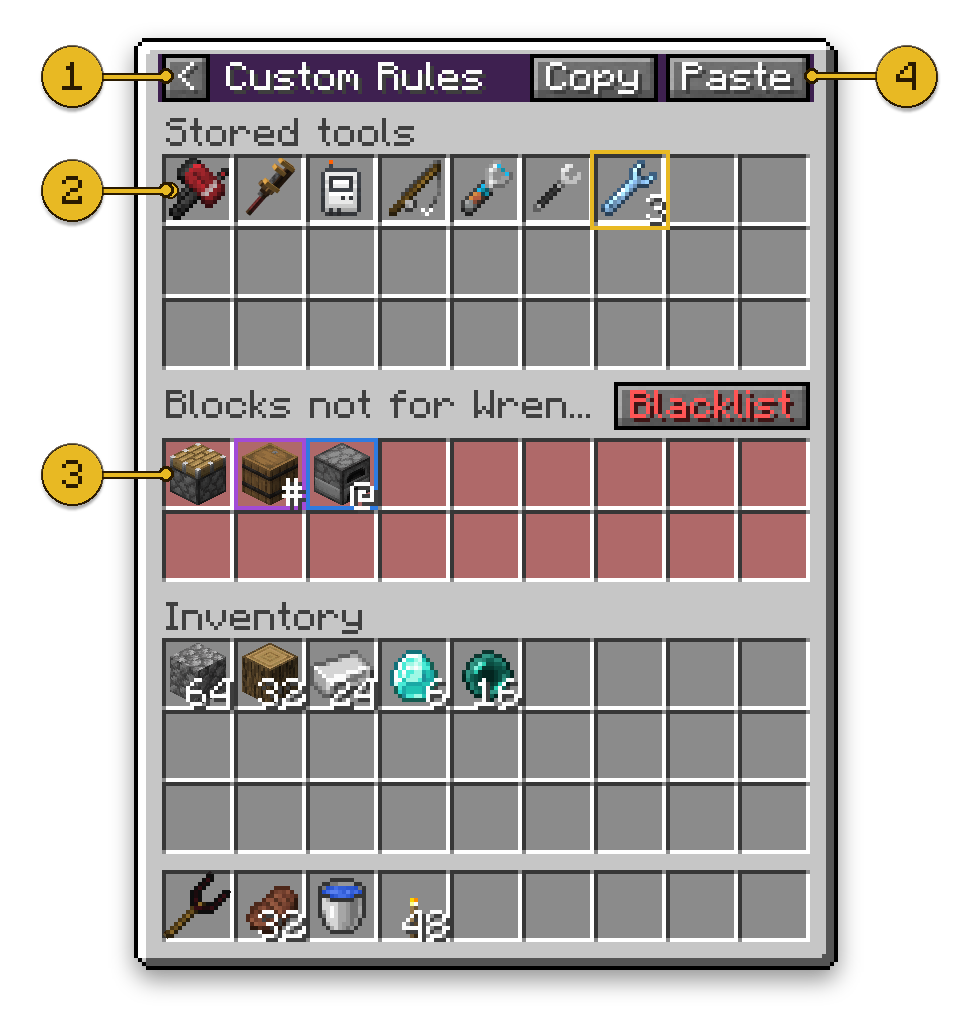 1 < Custom Rules Copy Paste 4
Stored tools
2 3
Blocks not for Wren... Blacklist
3 # @
Inventory
64 32 24 6 16
32 48